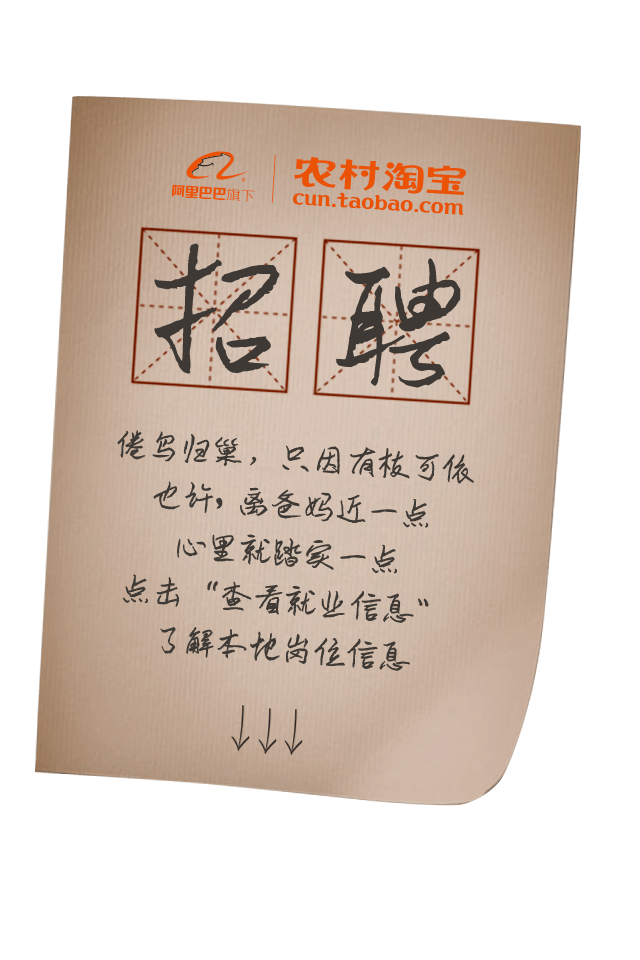 阿里巴巴旗下
农村淘宝
cun.taobao.com
招聘
倦鸟归巢，只因有枝可依
也许，离爸妈近一点
心里就踏实一点
点击“查看就业信息”
了解本地岗位信息